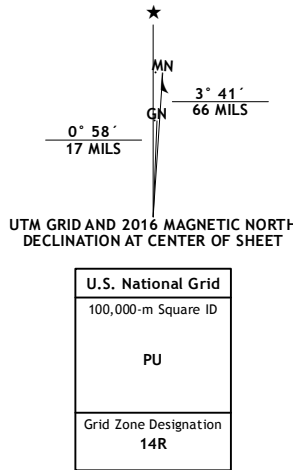 MN
GN
3° 41´
66 MILS
0° 58´
17 MILS
UTM GRID AND 2016 MAGNETIC NORTH
DECLINATION AT CENTER OF SHEET
U.S. National Grid
100,000-m Square ID
PU
Grid Zone Designation
14R